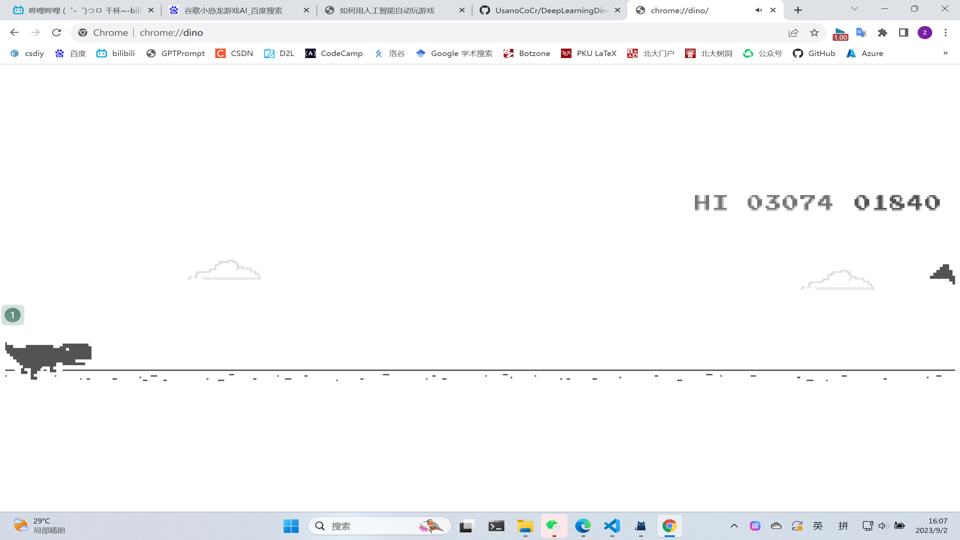 哔哩哔哩 (゜-゜)つロ 干杯~-bili
谷歌小恐龙游戏AI_百度搜索
如何用人工智能自动玩游戏
UsanoCoCr/DeepLearningDin
chrome://dino/
Chrome | chrome://dino
1.00
z
csdiy
百度
bilibili
GPTPrompt
CSDN
D2L
CodeCamp
洛谷
Google 学术搜索
Botzone
PKU LaTeX
北大门户
北大树洞
公众号
GitHub
Azure
»
HI 03074 01840
1
29°C
局部晴朗
搜索
英
拼
16:07
2023/9/2